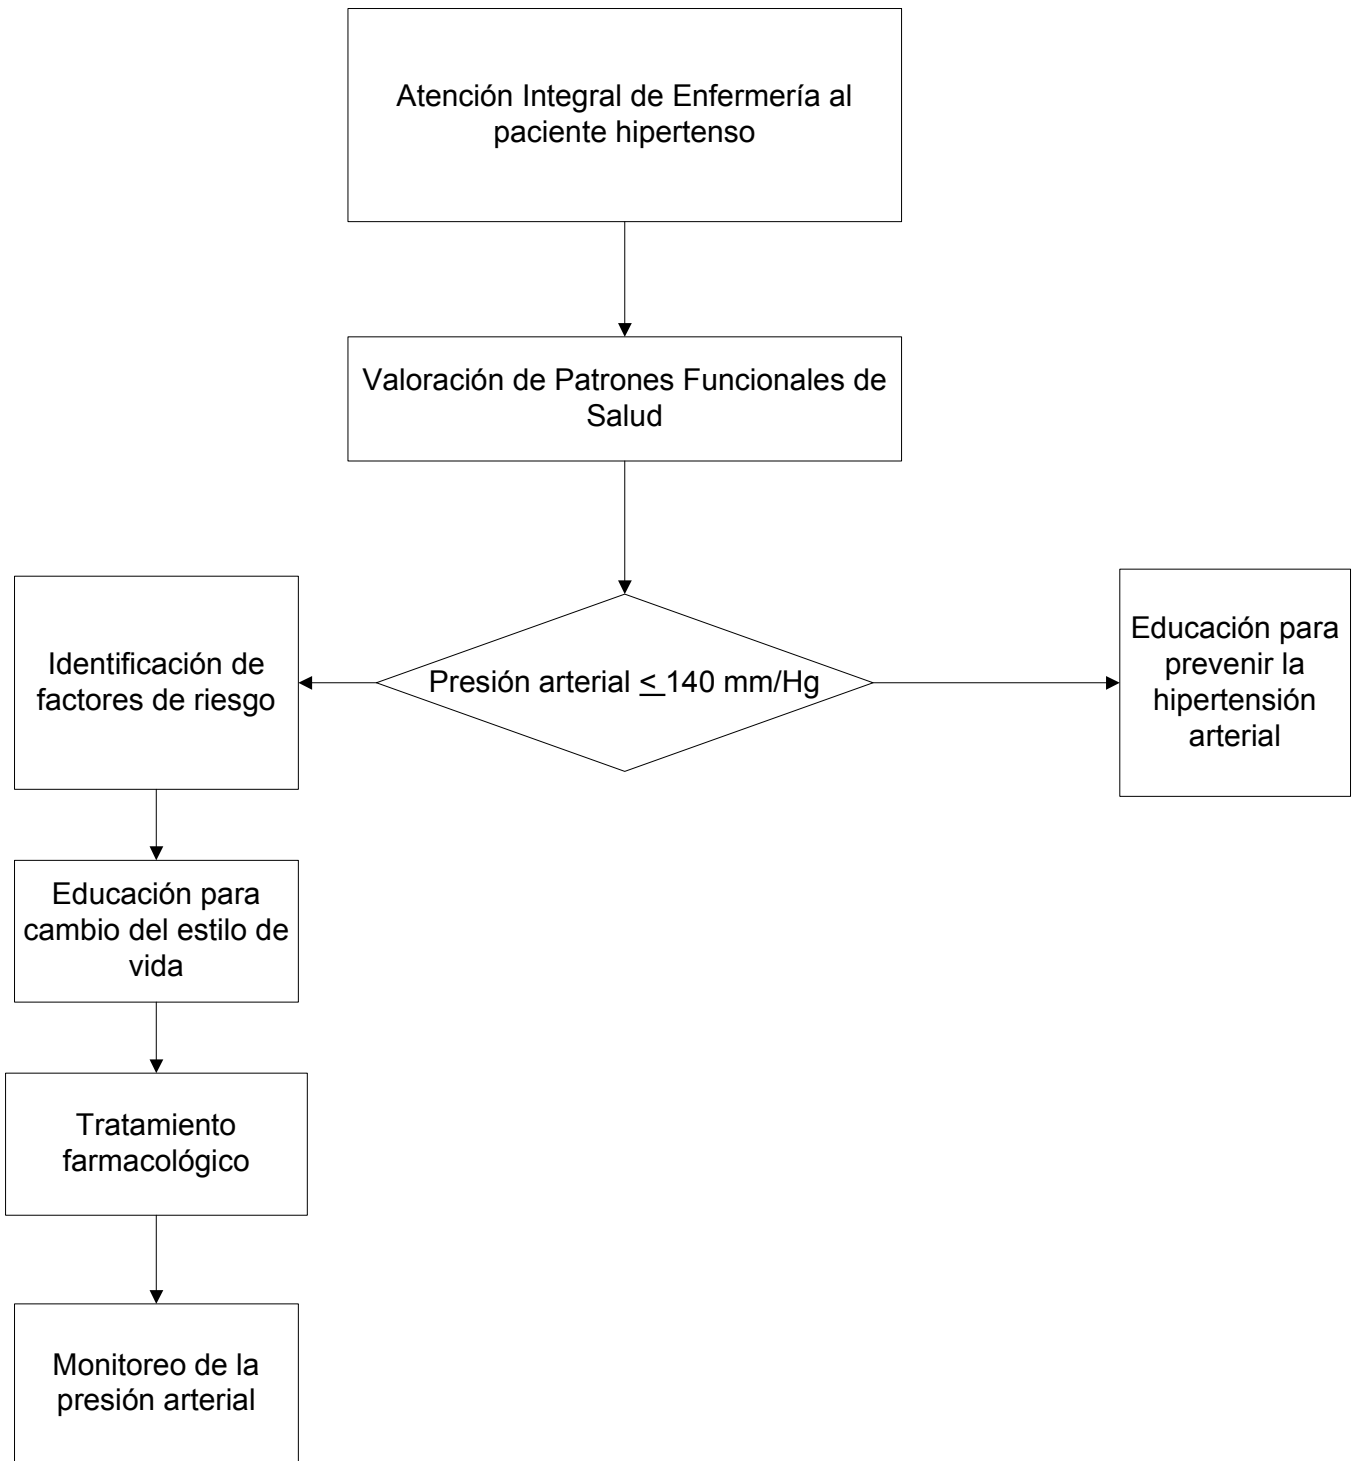 Atención Integral de Enfermería al
paciente hipertenso
Valoración de Patrones Funcionales de
Salud
Identificación de
factores de riesgo
Presión arterial ≤ 140 mm/Hg
Educación para
prevenir la
hipertensión
arterial
Educación para
cambio del estilo de
vida
Tratamiento
farmacológico
Monitoreo de la
presión arterial